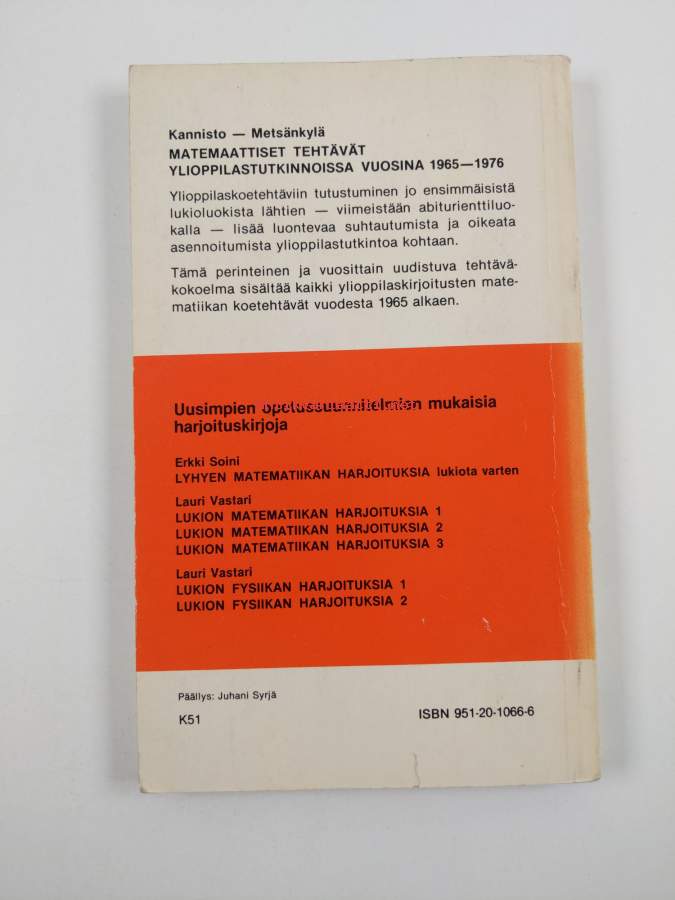 Kannisto — Metsänkylä
MATEMAATTISET TEHTÄVÄT
YLIOPPILASTUTKINNOISSA VUOSINA 1965—1976
Ylioppilaskoetehtäviin tutustuminen jo ensimmäisistä
lukioluokista lähtien — viimeistään abiturienttiluo-
kalla — lisää luontevaa suhtautumista ja oikeata
asennoitumista ylioppilastutkintoa kohtaan.
Tämä perinteinen ja vuosittain uudistuva tehtävä-
kokoelma sisältää kaikki ylioppilaskirjoitusten mate-
matiikan koetehtävät vuodesta 1965 alkaen.
Uusimpien opetussuunnitelmien mukaisia
harjoituskirjoja
Erkki Soini
LYHYEN MATEMATIIKAN HARJOITUKSIA lukiota varten
Lauri Vastari
LUKION MATEMATIIKAN HARJOITUKSIA 1
LUKION MATEMATIIKAN HARJOITUKSIA 2
LUKION MATEMATIIKAN HARJOITUKSIA 3
Lauri Vastari
LUKION FYSIIKAN HARJOITUKSIA 1
LUKION FYSIIKAN HARJOITUKSIA 2
Päällys: Juhani Syrjä
K51
ISBN 951-20-1066-6